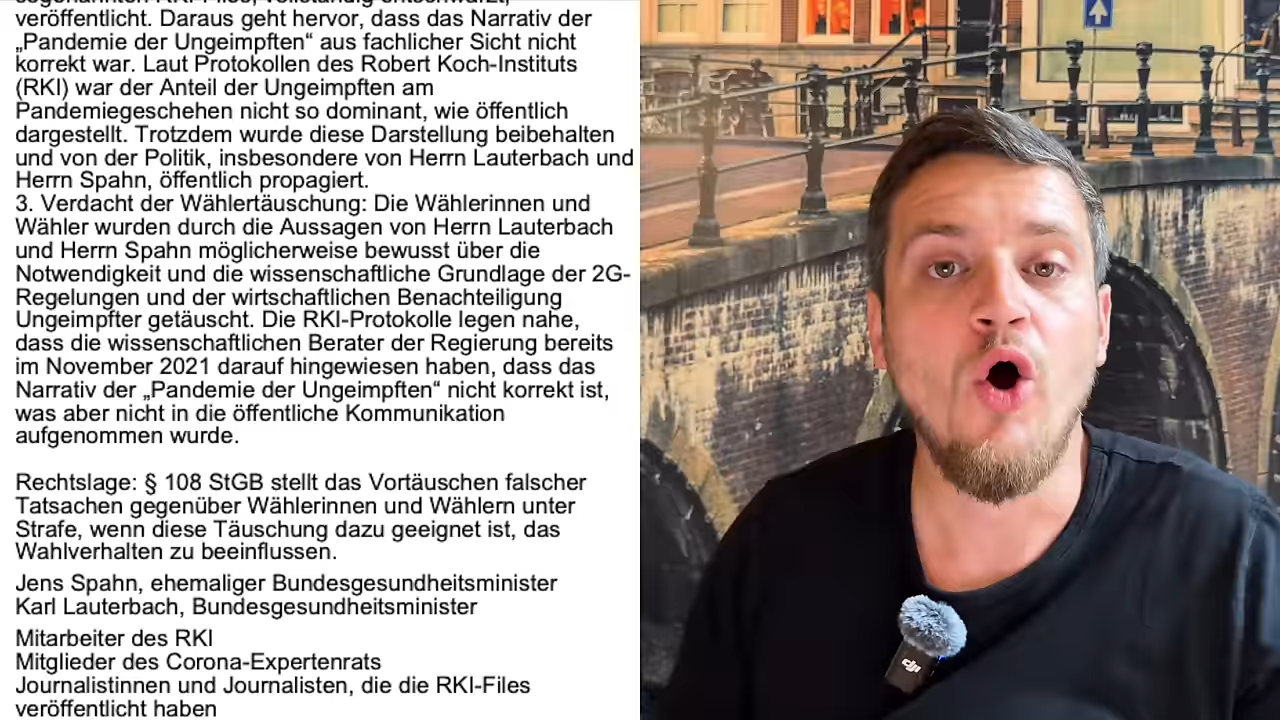 sogenannten RKI-Files, vollständig entschwärzt,
veröffentlicht. Daraus geht hervor, dass das Narrativ der
„Pandemie der Ungeimpften“ aus fachlicher Sicht nicht
korrekt war. Laut Protokollen des Robert Koch-Instituts
(RKI) war der Anteil der Ungeimpften am
Pandemiegeschehen nicht so dominant, wie öffentlich
dargestellt. Trotzdem wurde diese Darstellung beibehalten
und von der Politik, insbesondere von Herrn Lauterbach und
Herrn Spahn, öffentlich propagiert.
3. Verdacht der Wählertäuschung: Die Wählerinnen und
Wähler wurden durch die Aussagen von Herrn Lauterbach
und Herrn Spahn möglicherweise bewusst über die
Notwendigkeit und die wissenschaftliche Grundlage der 2G-
Regelungen und der wirtschaftlichen Benachteiligung
Ungeimpfter getäuscht. Die RKI-Protokolle legen nahe,
dass die wissenschaftlichen Berater der Regierung bereits
im November 2021 darauf hingewiesen haben, dass das
Narrativ der „Pandemie der Ungeimpften“ nicht korrekt ist,
was aber nicht in die öffentliche Kommunikation
aufgenommen wurde.
Rechtslage: § 108 StGB stellt das Vortäuschen falscher
Tatsachen gegenüber Wählerinnen und Wählern unter
Strafe, wenn diese Täuschung dazu geeignet ist, das
Wahlverhalten zu beeinflussen.
Jens Spahn, ehemaliger Bundesgesundheitsminister
Karl Lauterbach, Bundesgesundheitsminister
Mitarbeiter des RKI
Mitglieder des Corona-Expertenrats
Journalistinnen und Journalisten, die die RKI-Files
veröffentlicht haben
dji